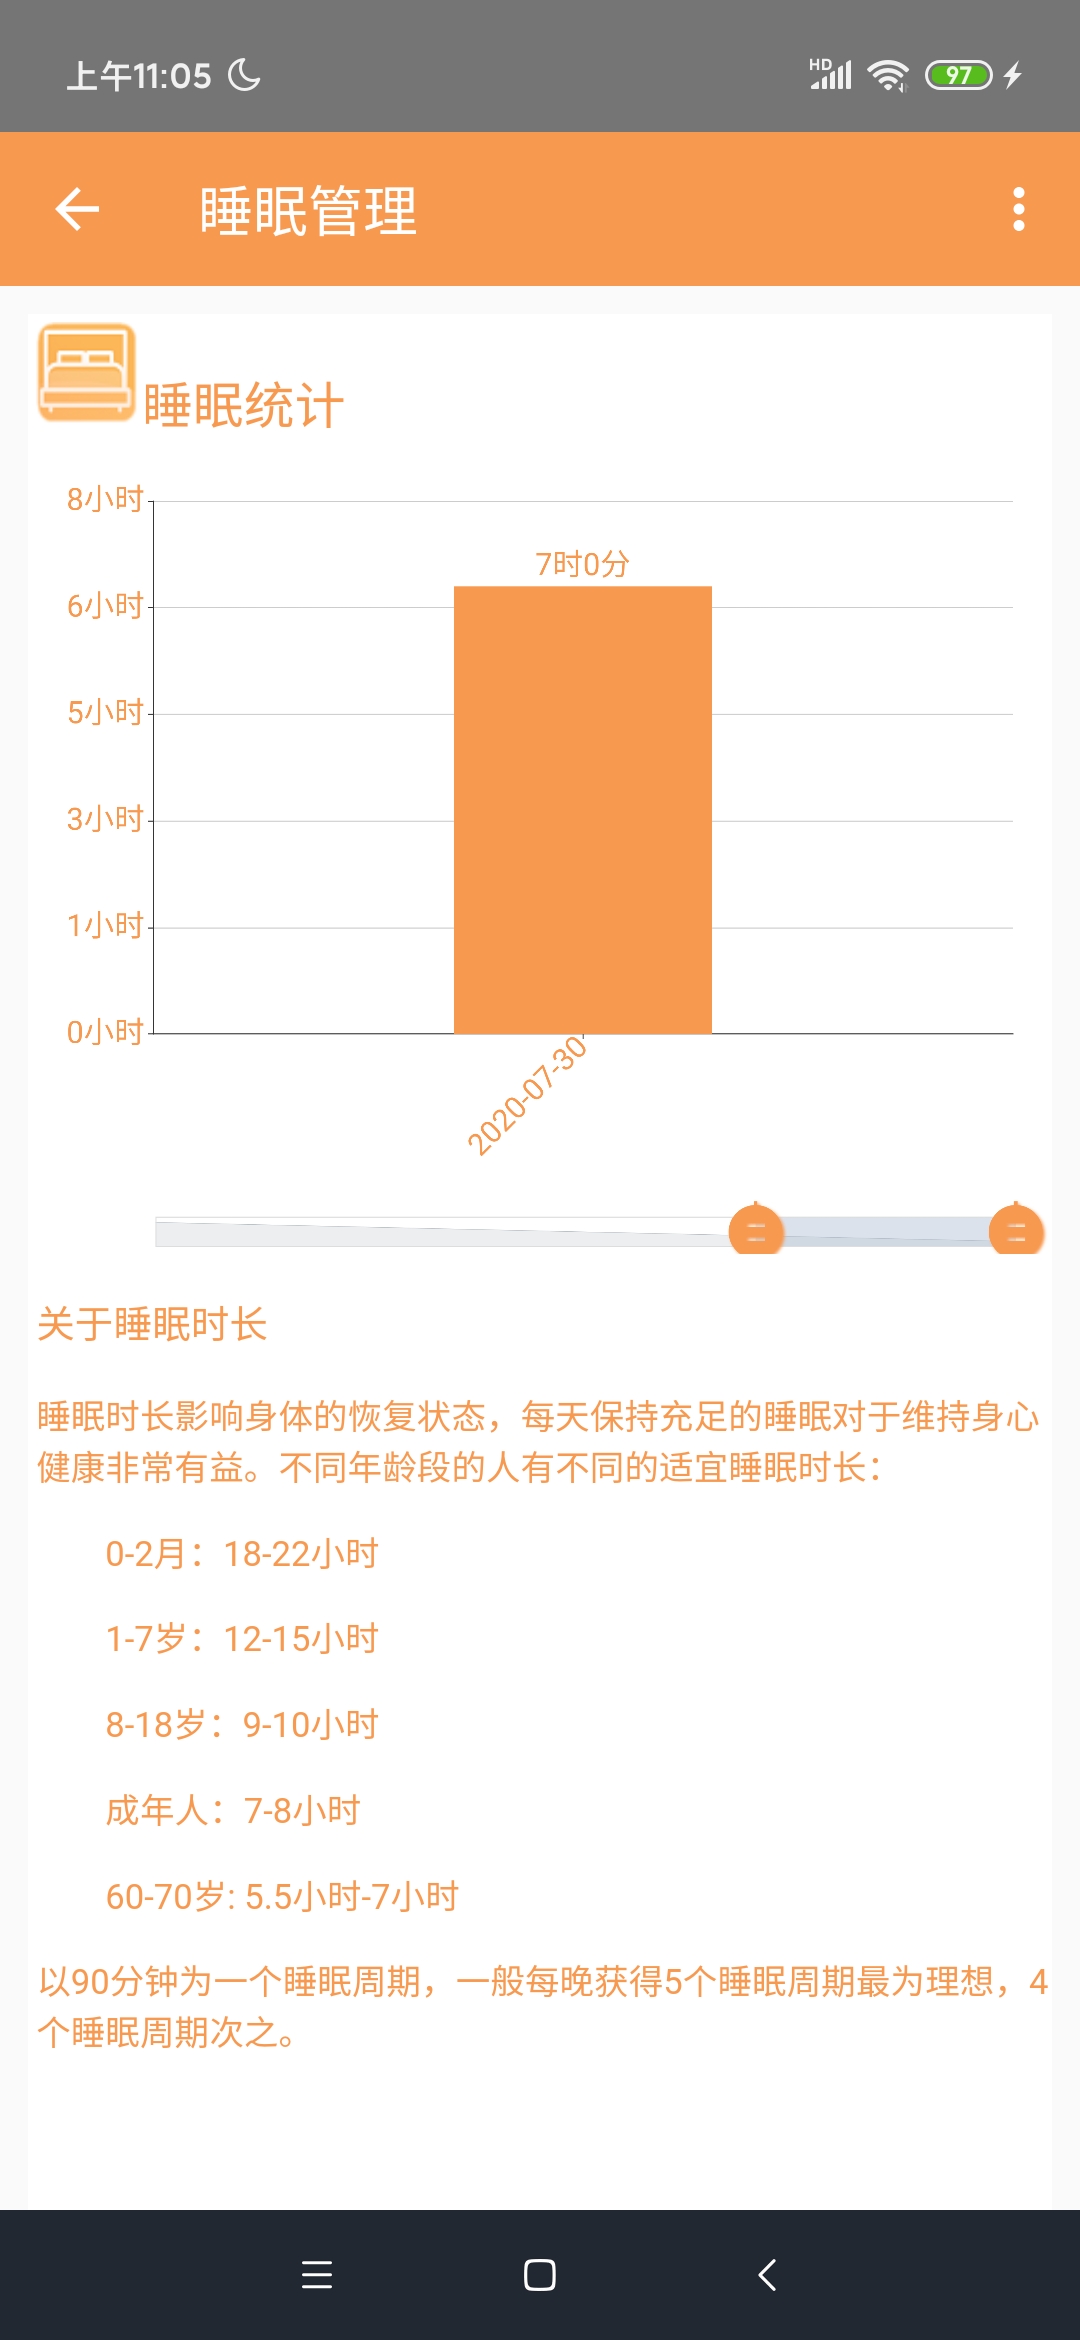 上午11:05
HD
97
睡眠管理
睡眠统计
8小时
7时0分
6小时
5小时
3小时
1小时
0小时
2020-07-30
关于睡眠时长
睡眠时长影响身体的恢复状态，每天保持充足的睡眠对于维持身心
健康非常有益。不同年龄段的人有不同的适宜睡眠时长：
0-2月：18-22小时
1-7岁：12-15小时
8-18岁：9-10小时
成年人：7-8小时
60-70岁: 5.5小时-7小时
以90分钟为一个睡眠周期，一般每晚获得5个睡眠周期最为理想，4
个睡眠周期次之。